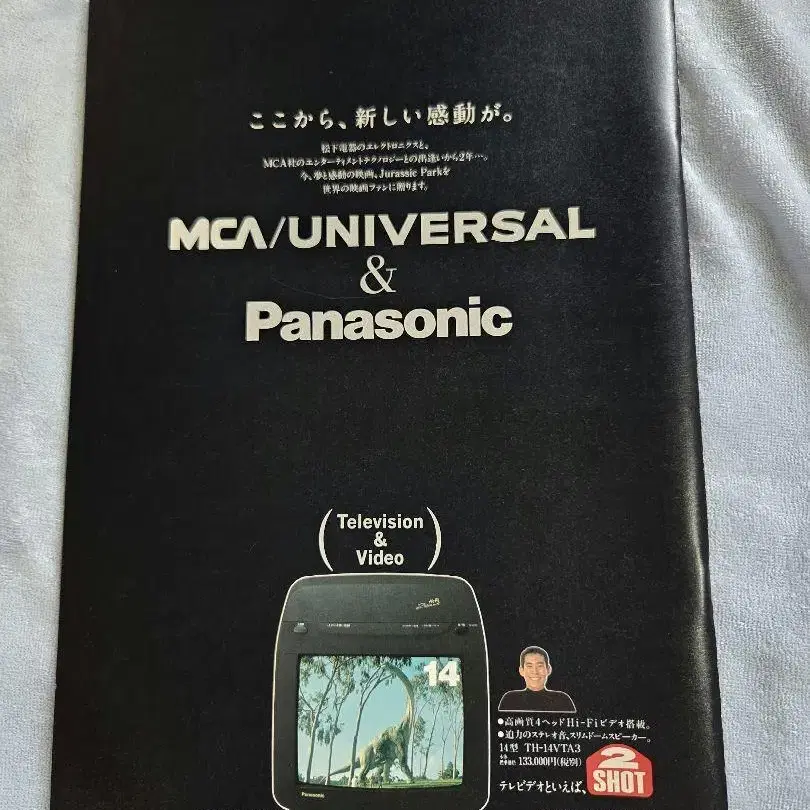 ここから、新しい感動が。
松下電器のエレクトロニクスと、
MCA社のエンターテイメントテクノロジーとの出逢いから2年…。
今、夢と感動の映画、Jurassic Parkを
世界の映画ファンに贈ります。
MCA/UNIVERSAL
&
Panasonic
(Television
&
Video)
14
Panasonic
●高画質4ヘッドHi-Fiビデオ搭載。
●迫力のステレオ音、スリムドームスピーカー。
14型 TH-14VTA3
133,000円(税別)
テレビデオといえば、
2
SHOT